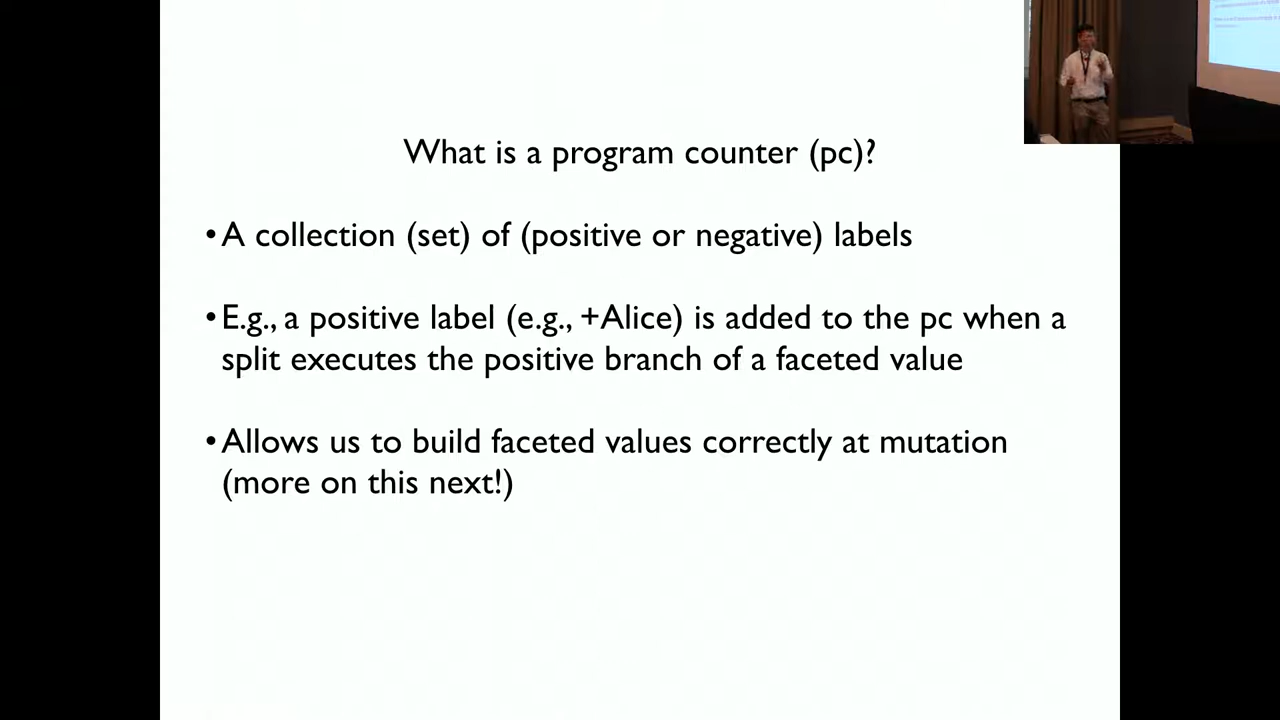 What is a program counter (pc)?
•A collection (set) of (positive or negative) labels
•E.g., a positive label (e.g., +Alice) is added to the pc when a
split executes the positive branch of a faceted value
•Allows us to build faceted values correctly at mutation
(more on this next!)